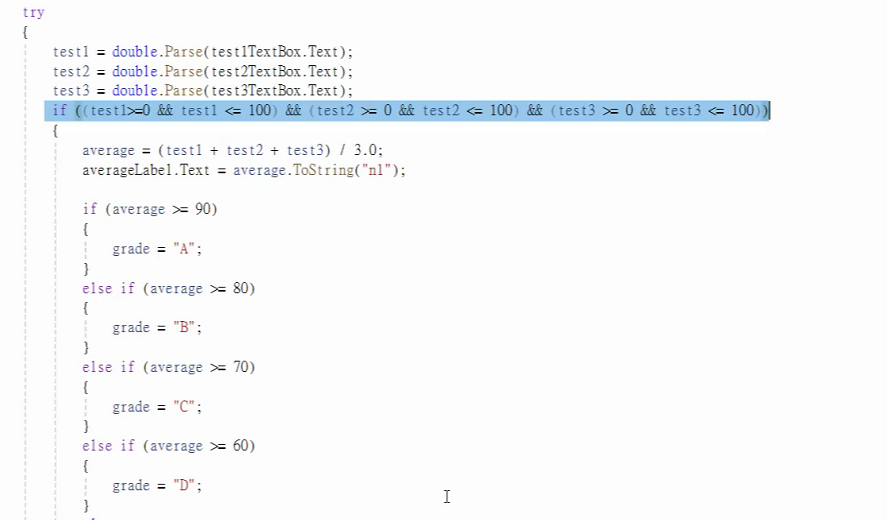 try
{
test1 = double.Parse(test1TextBox.Text);
test2 = double.Parse(test2TextBox.Text);
test3 = double.Parse(test3TextBox.Text);
if ((test1>=0 && test1 <= 100) && (test2 >= 0 && test2 <= 100) && (test3 >= 0 && test3 <= 100))
{
average = (test1 + test2 + test3) / 3.0;
averageLabel.Text = average.ToString("n1");
if (average >= 90)
{
grade = "A";
}
else if (average >= 80)
{
grade = "B";
}
else if (average >= 70)
{
grade = "C";
}
else if (average >= 60)
{
grade = "D";
}